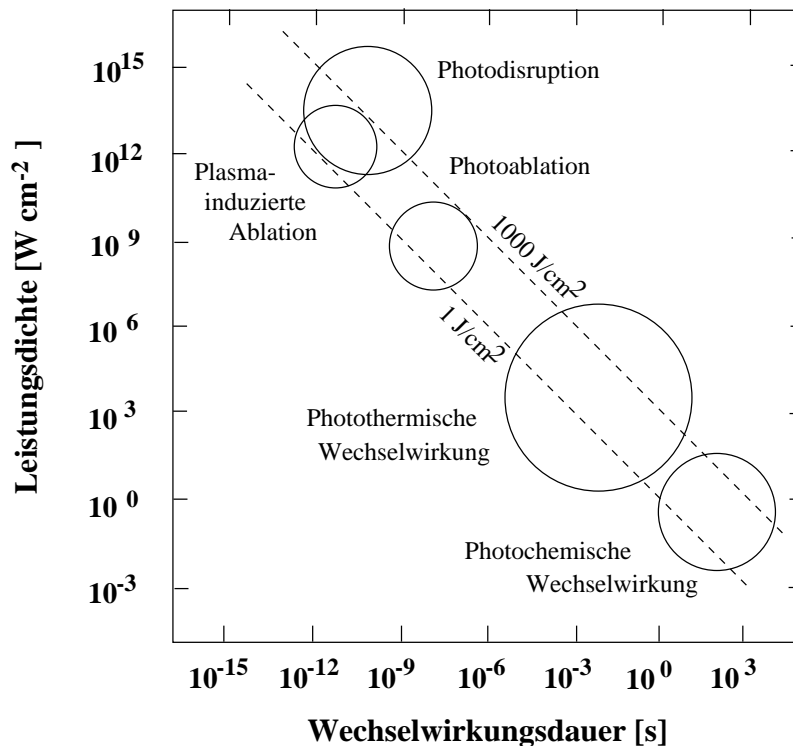 10^15
10^12
10^9
10^6
10^3
10^0
10^-3
Leistungsdichte [W cm^-2 ]
Photodisruption
Plasma-
induzierte
Ablation
Photoablation
1000 J/cm^2
1 J/cm^2
Photothermische
Wechselwirkung
Photochemische
Wechselwirkung
10^-15 10^-12 10^-9 10^-6 10^-3 10^0 10^3
Wechselwirkungsdauer [s]